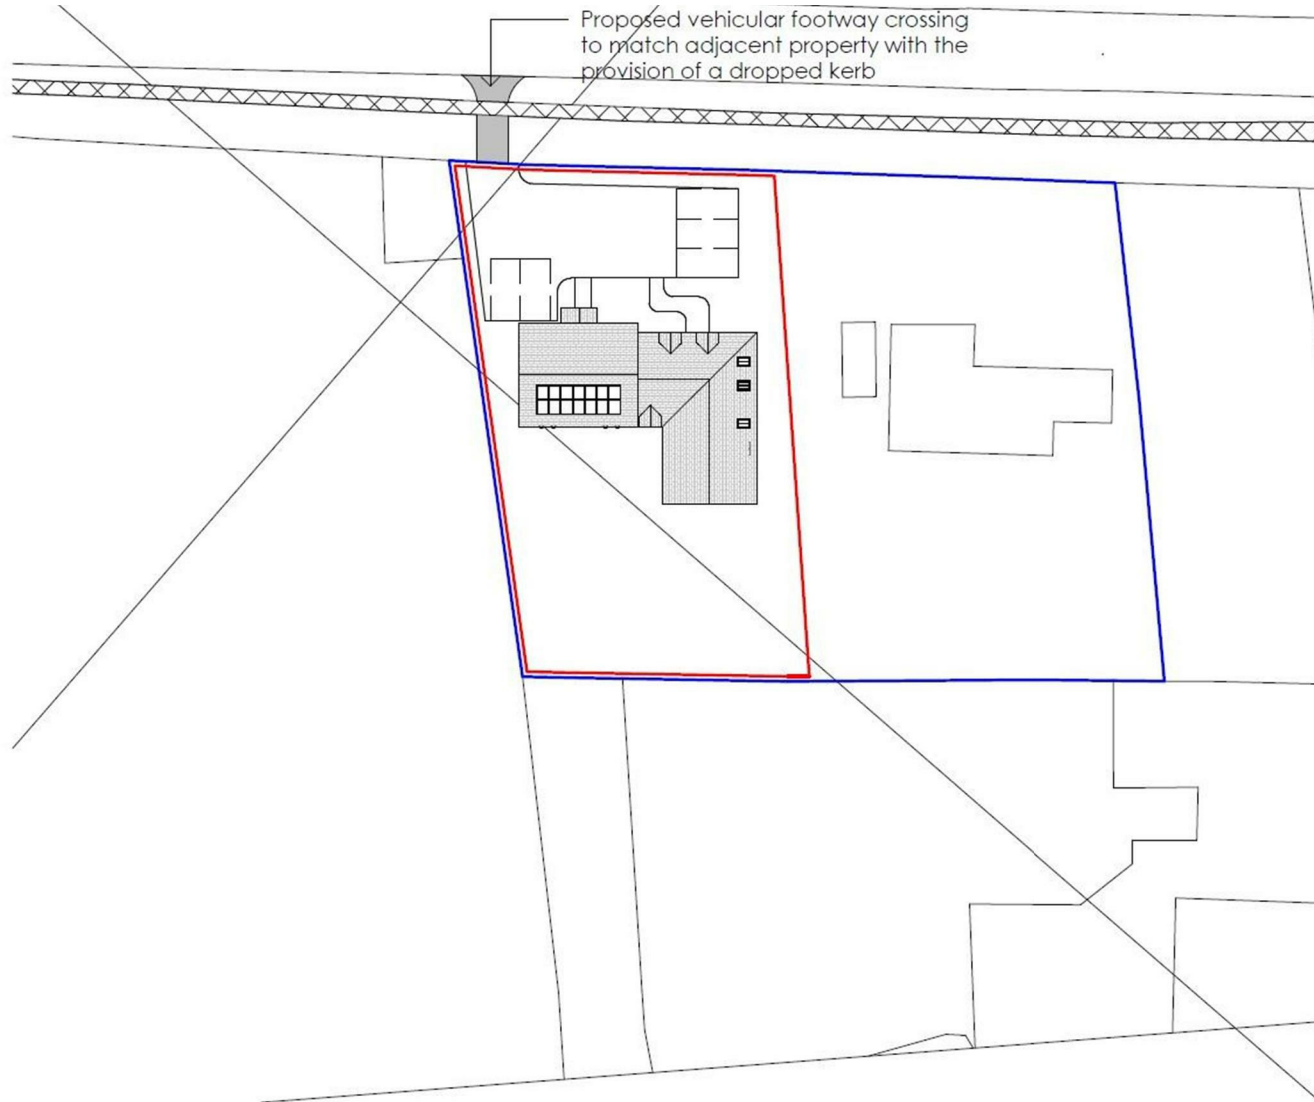 Proposed vehicular footway crossing
to match adjacent property with the
provision of a dropped kerb